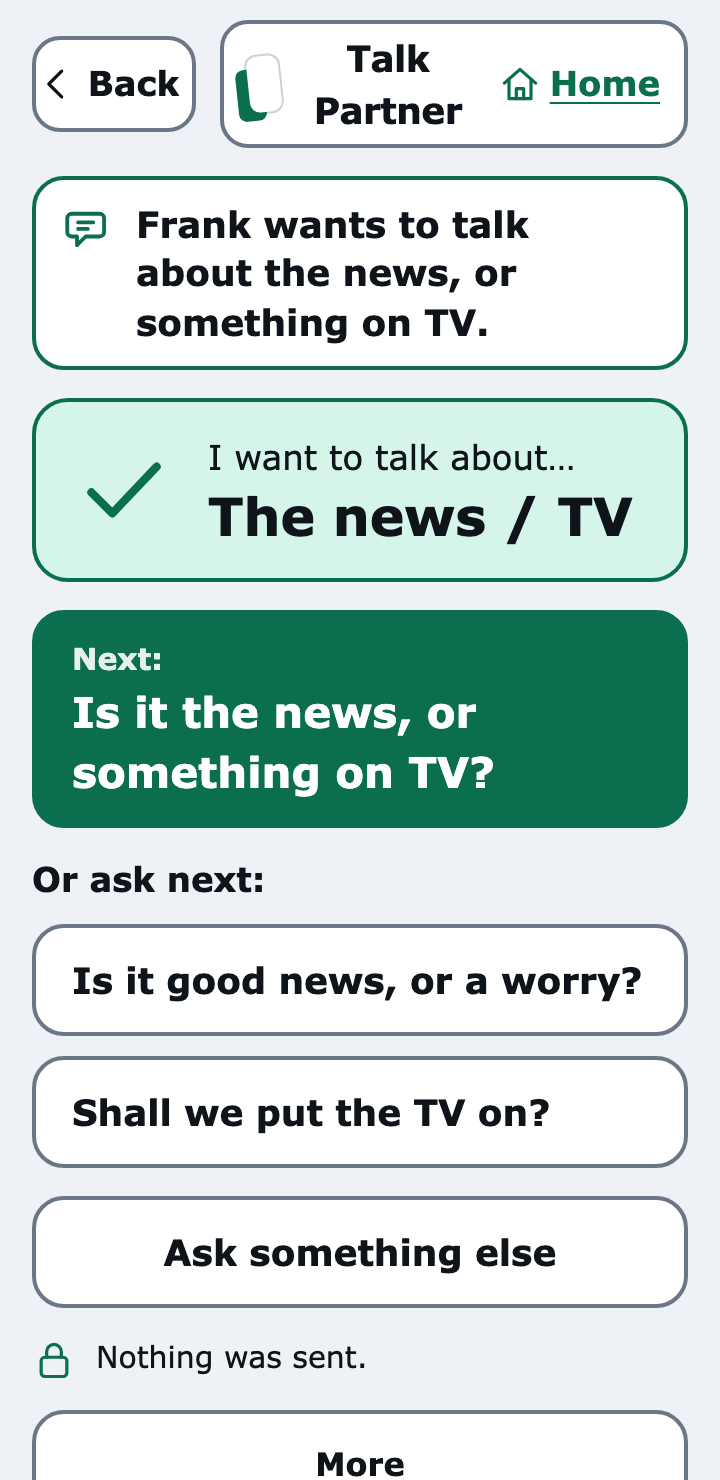 Back
Talk
Partner
Home
Frank wants to talk
about the news, or
something on TV.
I want to talk about...
The news / TV
Next:
Is it the news, or
something on TV?
Or ask next:
Is it good news, or a worry?
Shall we put the TV on?
Ask something else
Nothing was sent.
More